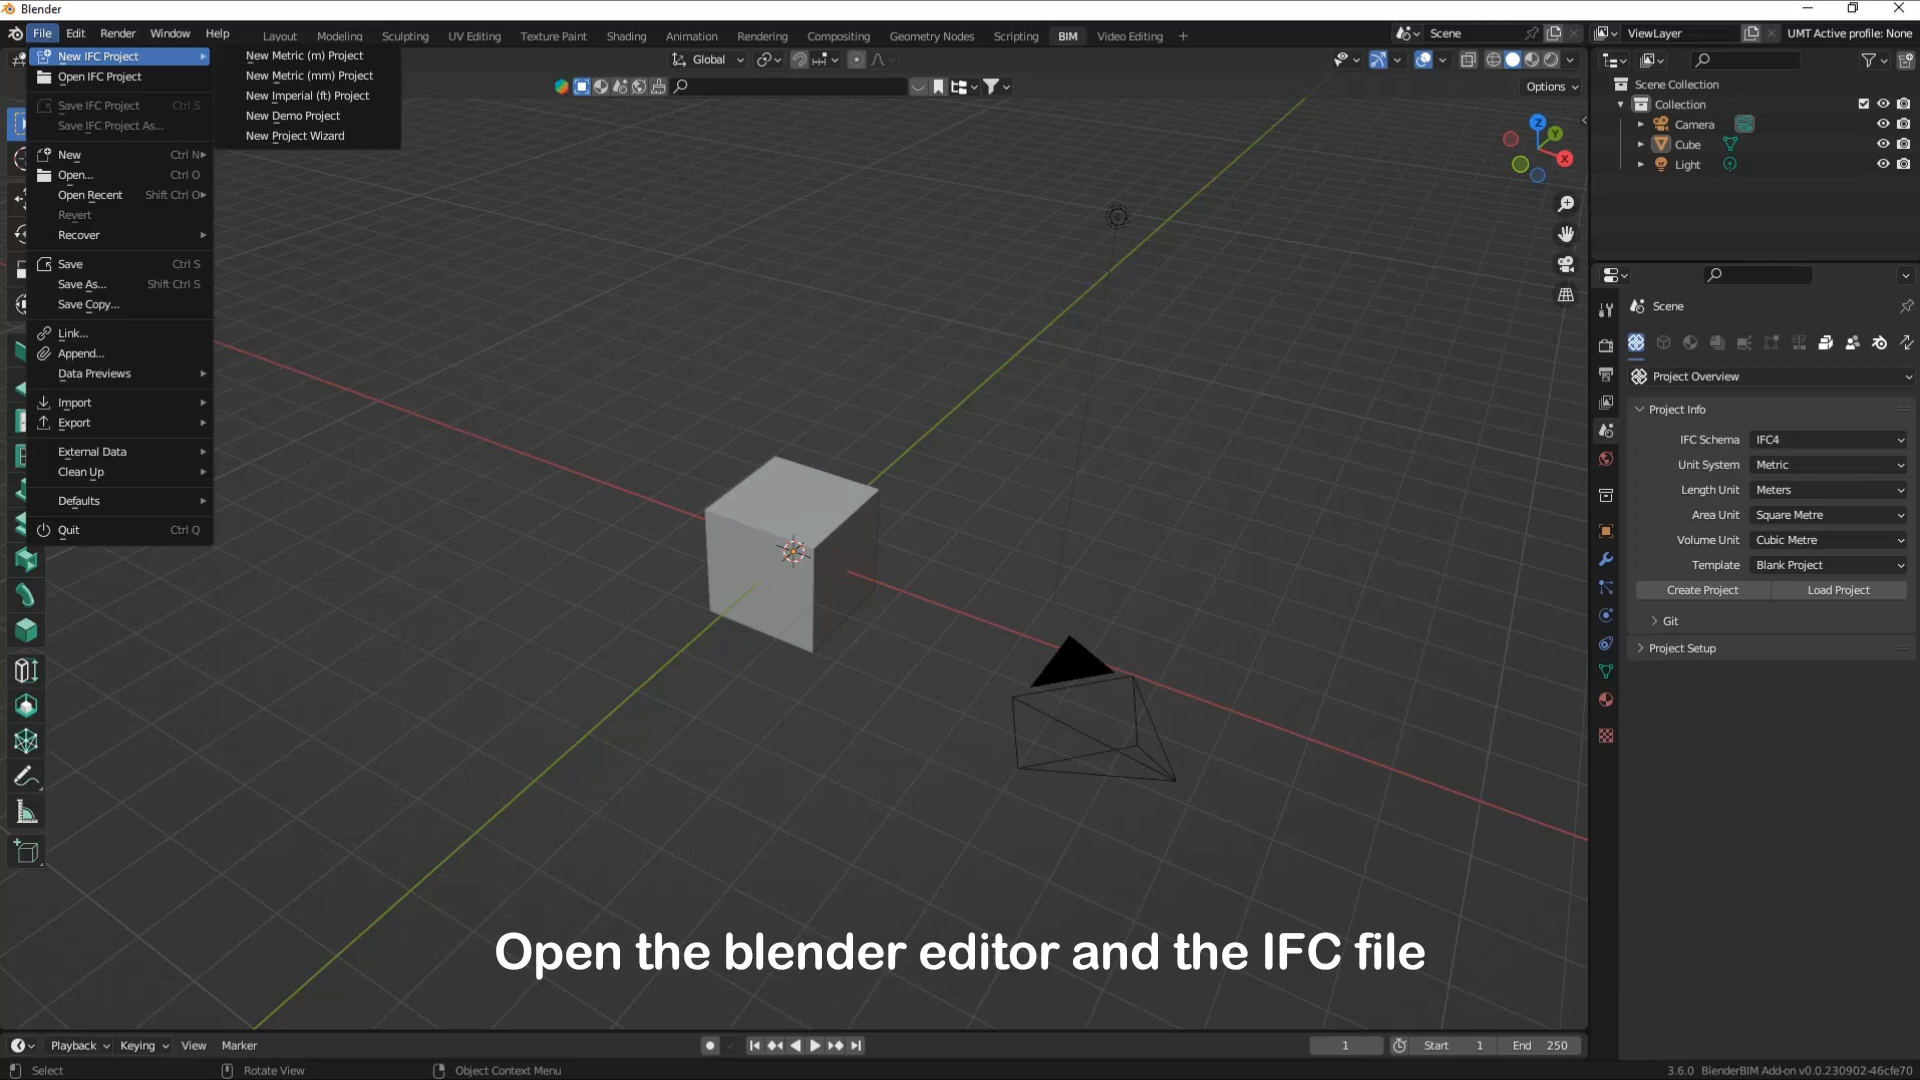 Blender
File Edit Render Window Help Layout Modeling Sculpting UV Editing Texture Paint Shading Animation Rendering Compositing Geometry Nodes Scripting BIM Video Editing + Scene ViewLayer UMT Active profile: None
New IFC Project
Open IFC Project
Save IFC Project Ctrl S
Save IFC Project As...
New Ctrl N
Open... Ctrl O
Open Recent Shift Ctrl O
Revert
Recover
Save Ctrl S
Save As... Shift Ctrl S
Save Copy...
Link...
Append...
Data Previews
Import
Export
External Data
Clean Up
Defaults
Quit Ctrl Q
New Metric (m) Project
New Metric (mm) Project
New Imperial (ft) Project
New Demo Project
New Project Wizard
Global
Options
Z
Y
X
Scene Collection
Collection
Camera
Cube
Light
Scene
Project Overview
Project Info
IFC Schema IFC4
Unit System Metric
Length Unit Meters
Area Unit Square Metre
Volume Unit Cubic Metre
Template Blank Project
Create Project Load Project
Git
Project Setup
Open the blender editor and the IFC file
Playback Keying View Marker 1 Start 1 End 250
Select Rotate View Object Context Menu 3.6.0 BlenderBIM Add-on v0.0.230902-46cfe70